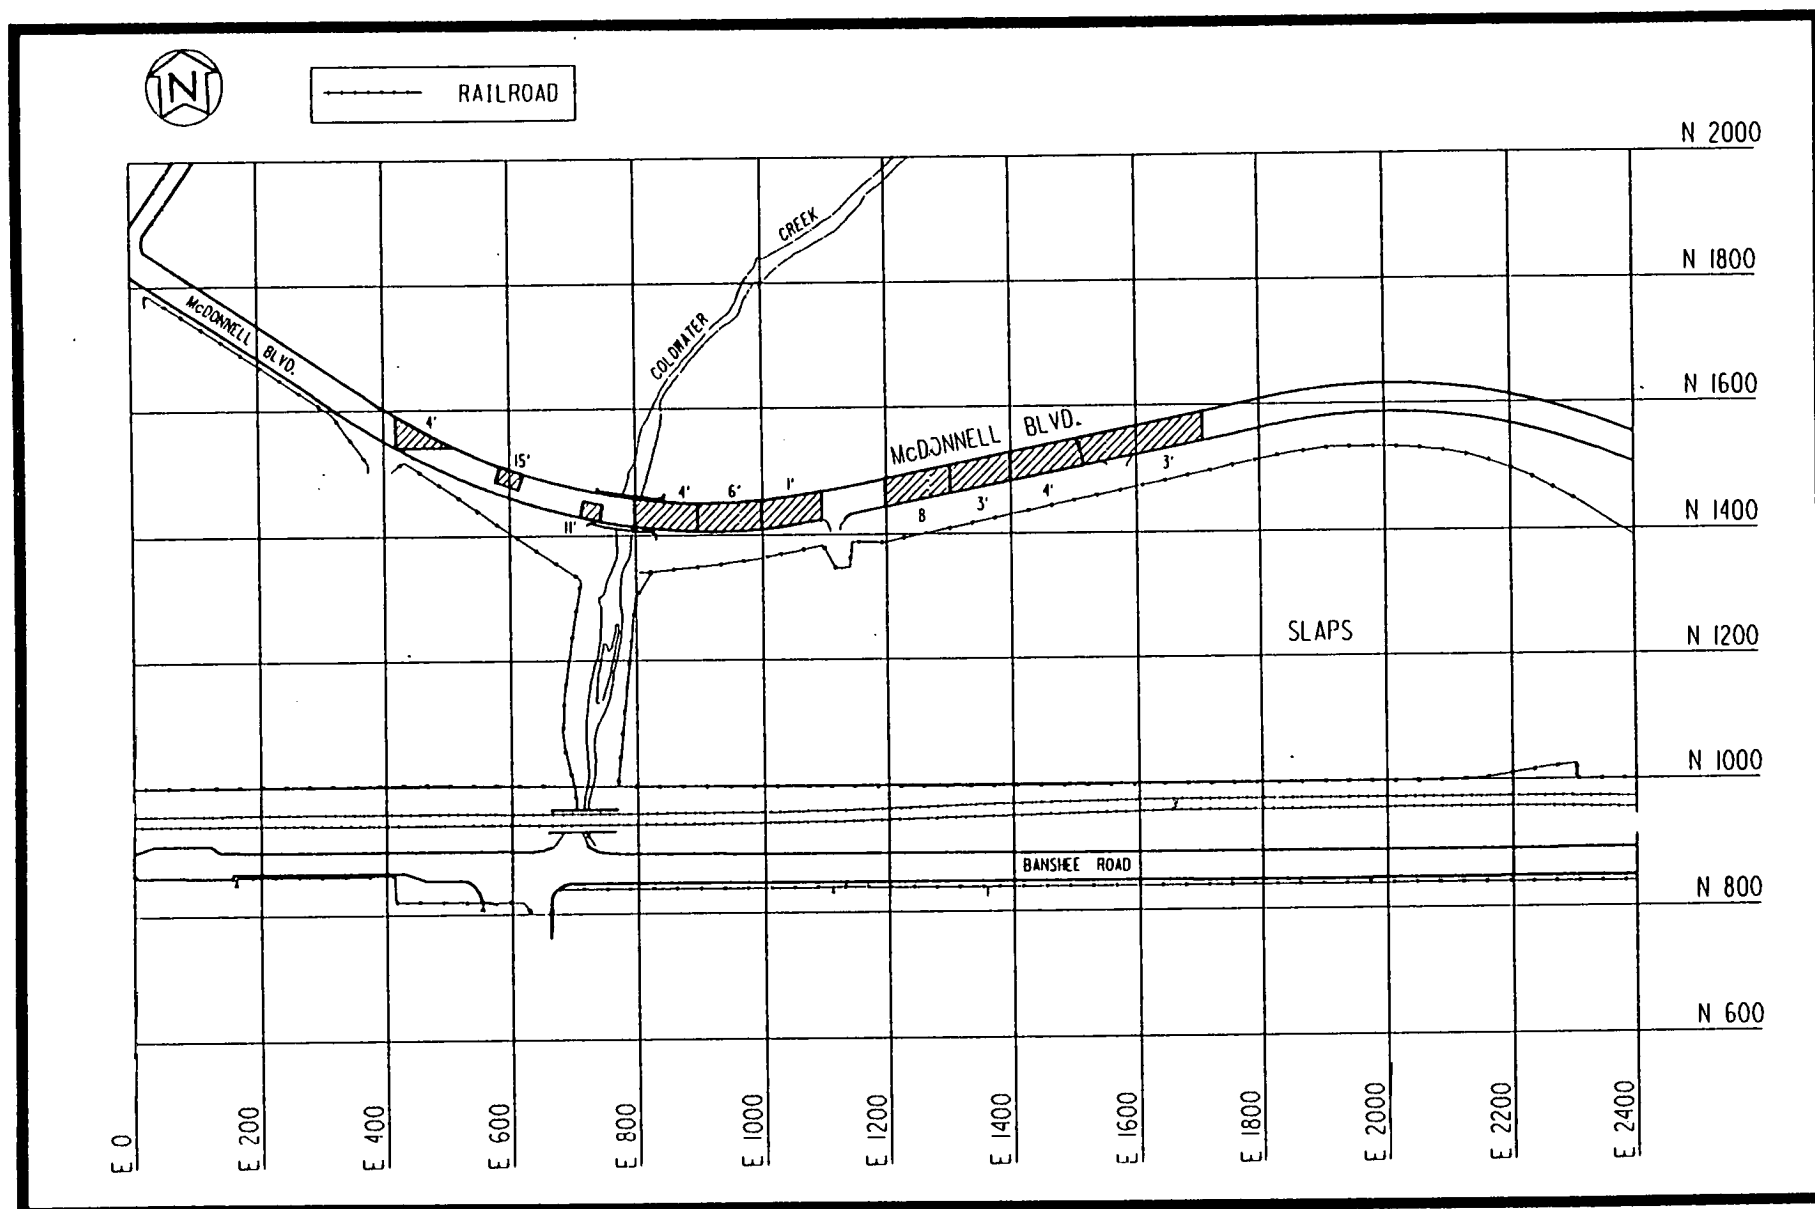 N
RAILROAD
N 2000
CREEK
N 1800
McDONNELL BLVD.
COLDWATER
N 1600
4'
McDONNELL BLVD.
15'
4' 6' 1'
3'
4'
3'
8
11'
N 1400
SLAPS
N 1200
N 1000
BANSHEE ROAD
N 800
N 600
E 0
E 200
E 400
E 600
E 800
E 1000
E 1200
E 1400
E 1600
E 1800
E 2000
E 2200
E 2400